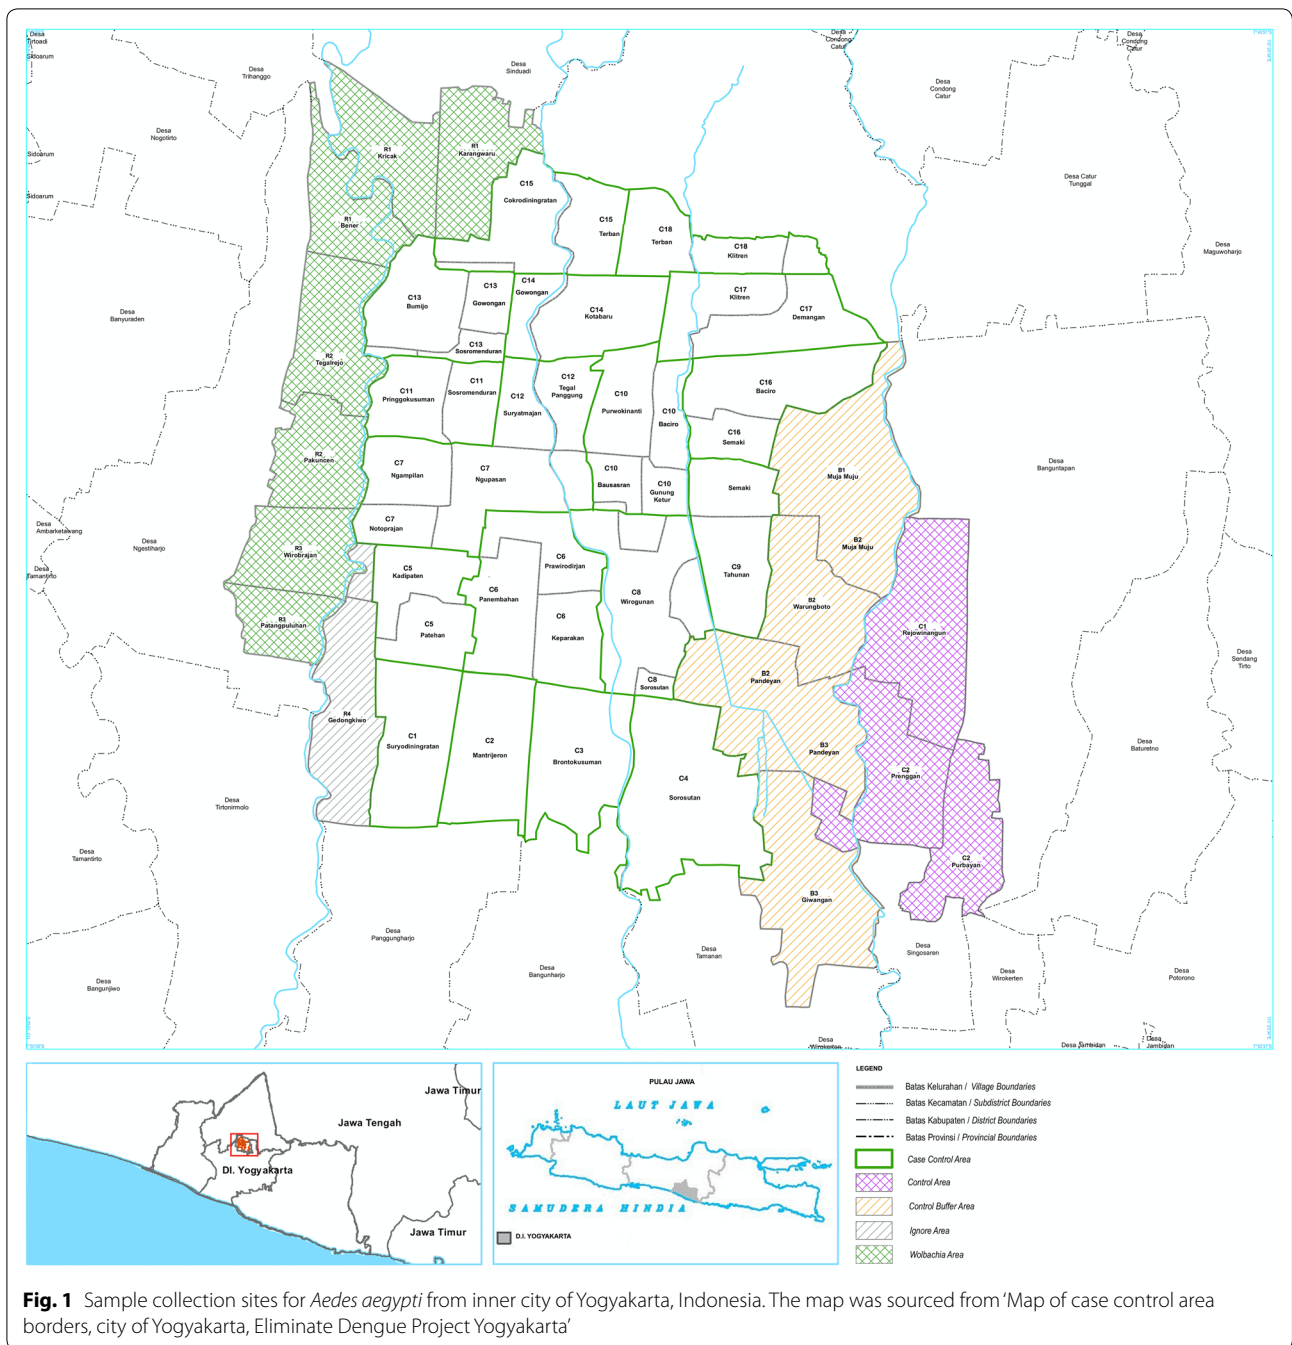 Desa
Tirtoadi
Sidoarum
Desa
Trihanggo
Desa
Sinduadi
Desa
Condong
Catur
Desa
Condong
Catur
Desa
Condong
Catur
Desa
Nogotirto
Sidoarum
Sidoarum
R1
Kricak
R1
Karangwaru
R1
Bener
C15
Cokrodiningratan
C15
Terban
C18
Terban
C18
Klitren
Desa Catur
Tunggal
Desa
Maguwoharjo
Desa
Banyuraden
C13
Bumijo
C13
Gowongan
C14
Gowongan
C14
Kotabaru
C17
Klitren
C17
Demangan
C13
Sosromenduran
R2
Tegalrejo
C11
Pringgokusuman
C11
Sosromenduran
C12
Suryatmajan
C12
Tegal
Panggung
C10
Purwokinanti
C10
Baciro
C16
Baciro
C16
Semaki
R2
Pakuncen
C7
Ngampilan
C7
Ngupasan
C10
Bausasran
C10
Gunung
Ketur
Semaki
B1
Muja Muju
Desa
Banguntapan
Desa
Ambarketawang
Desa
Ngestiharjo
Desa
Tamantirto
C7
Notoprajan
R3
Wirobrajan
C5
Kadipaten
C6
Prawirodirjan
C6
Panembahan
C8
Wirogunan
C9
Tahunan
B2
Muja Muju
B2
Warungboto
R3
Patangpuluhan
C5
Patehan
C6
Keparakan
C1
Rejowinangun
Desa
Sendang
Tirto
C8
Sorosutan
B2
Pandeyan
R4
Gedongkiwo
C1
Suryodiningratan
C2
Mantrijeron
C3
Brontokusuman
C4
Sorosutan
B3
Pandeyan
C2
Prenggan
Desa
Baturetno
Desa
Tirtonirmolo
Desa
Tamantirto
C2
Purbayan
B3
Giwangan
Desa
Panggungharjo
Desa
Bangunharjo
Desa
Tamanan
Desa
Singosaren
Desa
Wirokerten
Desa
Potorono
Desa
Bangunjiwo
Desa
Wirokerten
Desa Jambidan
Desa
Jambidan
Jawa Timur
Jawa Tengah
DI. Yogyakarta
Jawa Timur
PULAU JAWA
LAUT JAWA
SAMUDERA HINDIA
D.I. YOGYAKARTA
LEGEND
Batas Kelurahan / Village Boundaries
Batas Kecamatan / Subdistrict Boundaries
Batas Kabupaten / District Boundaries
Batas Provinsi / Provincial Boundaries
Case Control Area
Control Area
Control Buffer Area
Ignore Area
Wolbachia Area
Fig. 1 Sample collection sites for Aedes aegypti from inner city of Yogyakarta, Indonesia. The map was sourced from ‘Map of case control area
borders, city of Yogyakarta, Eliminate Dengue Project Yogyakarta’